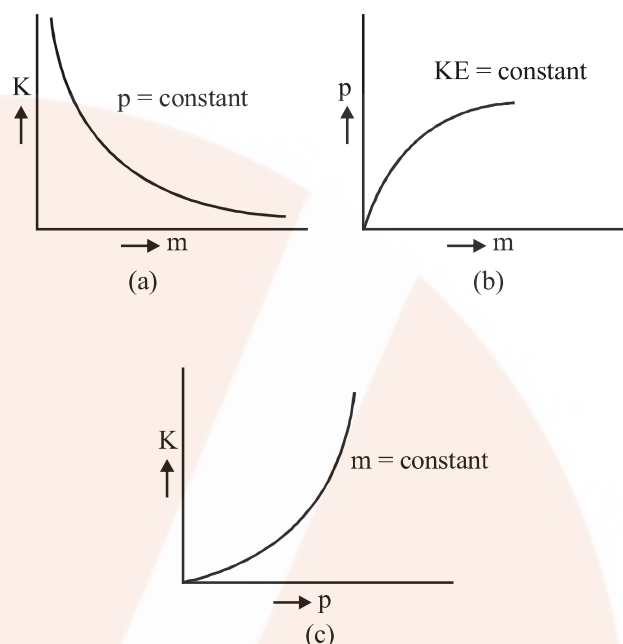 K
p = constant
m
(a)
p
KE = constant
m
(b)
K
m = constant
p
(c)